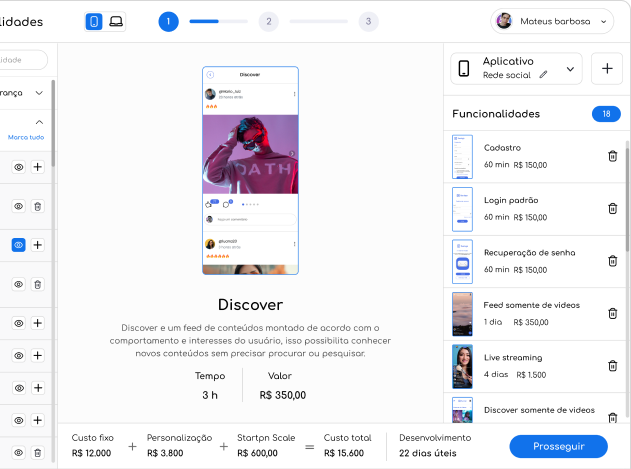 lidades
1
2
3
Mateus barbosa
lidade
rança
Marca tudo
Discover
DATH
Discover
Discover e um feed de conteúdos montado de acordo com o
comportamento e interesses do usuário, isso possibilita conhecer
novos conteúdos sem precisar procurar ou pesquisar.
Tempo
Valor
3 h
R$ 350,00
Aplicativo
Rede social
Funcionalidades
18
Cadastro
60 min R$ 150,00
Login padrão
60 min R$ 150,00
Recuperação de senha
60 min R$ 150,00
Feed somente de videos
1 dia R$ 350,00
Live streaming
4 dias R$ 1.500
Discover somente de videos
Custo fixo
R$ 12.000
+
Personalização
R$ 3.800
+
Startpn Scale
R$ 600,00
=
Custo total
R$ 15.600
Desenvolvimento
22 dias úteis
Prosseguir